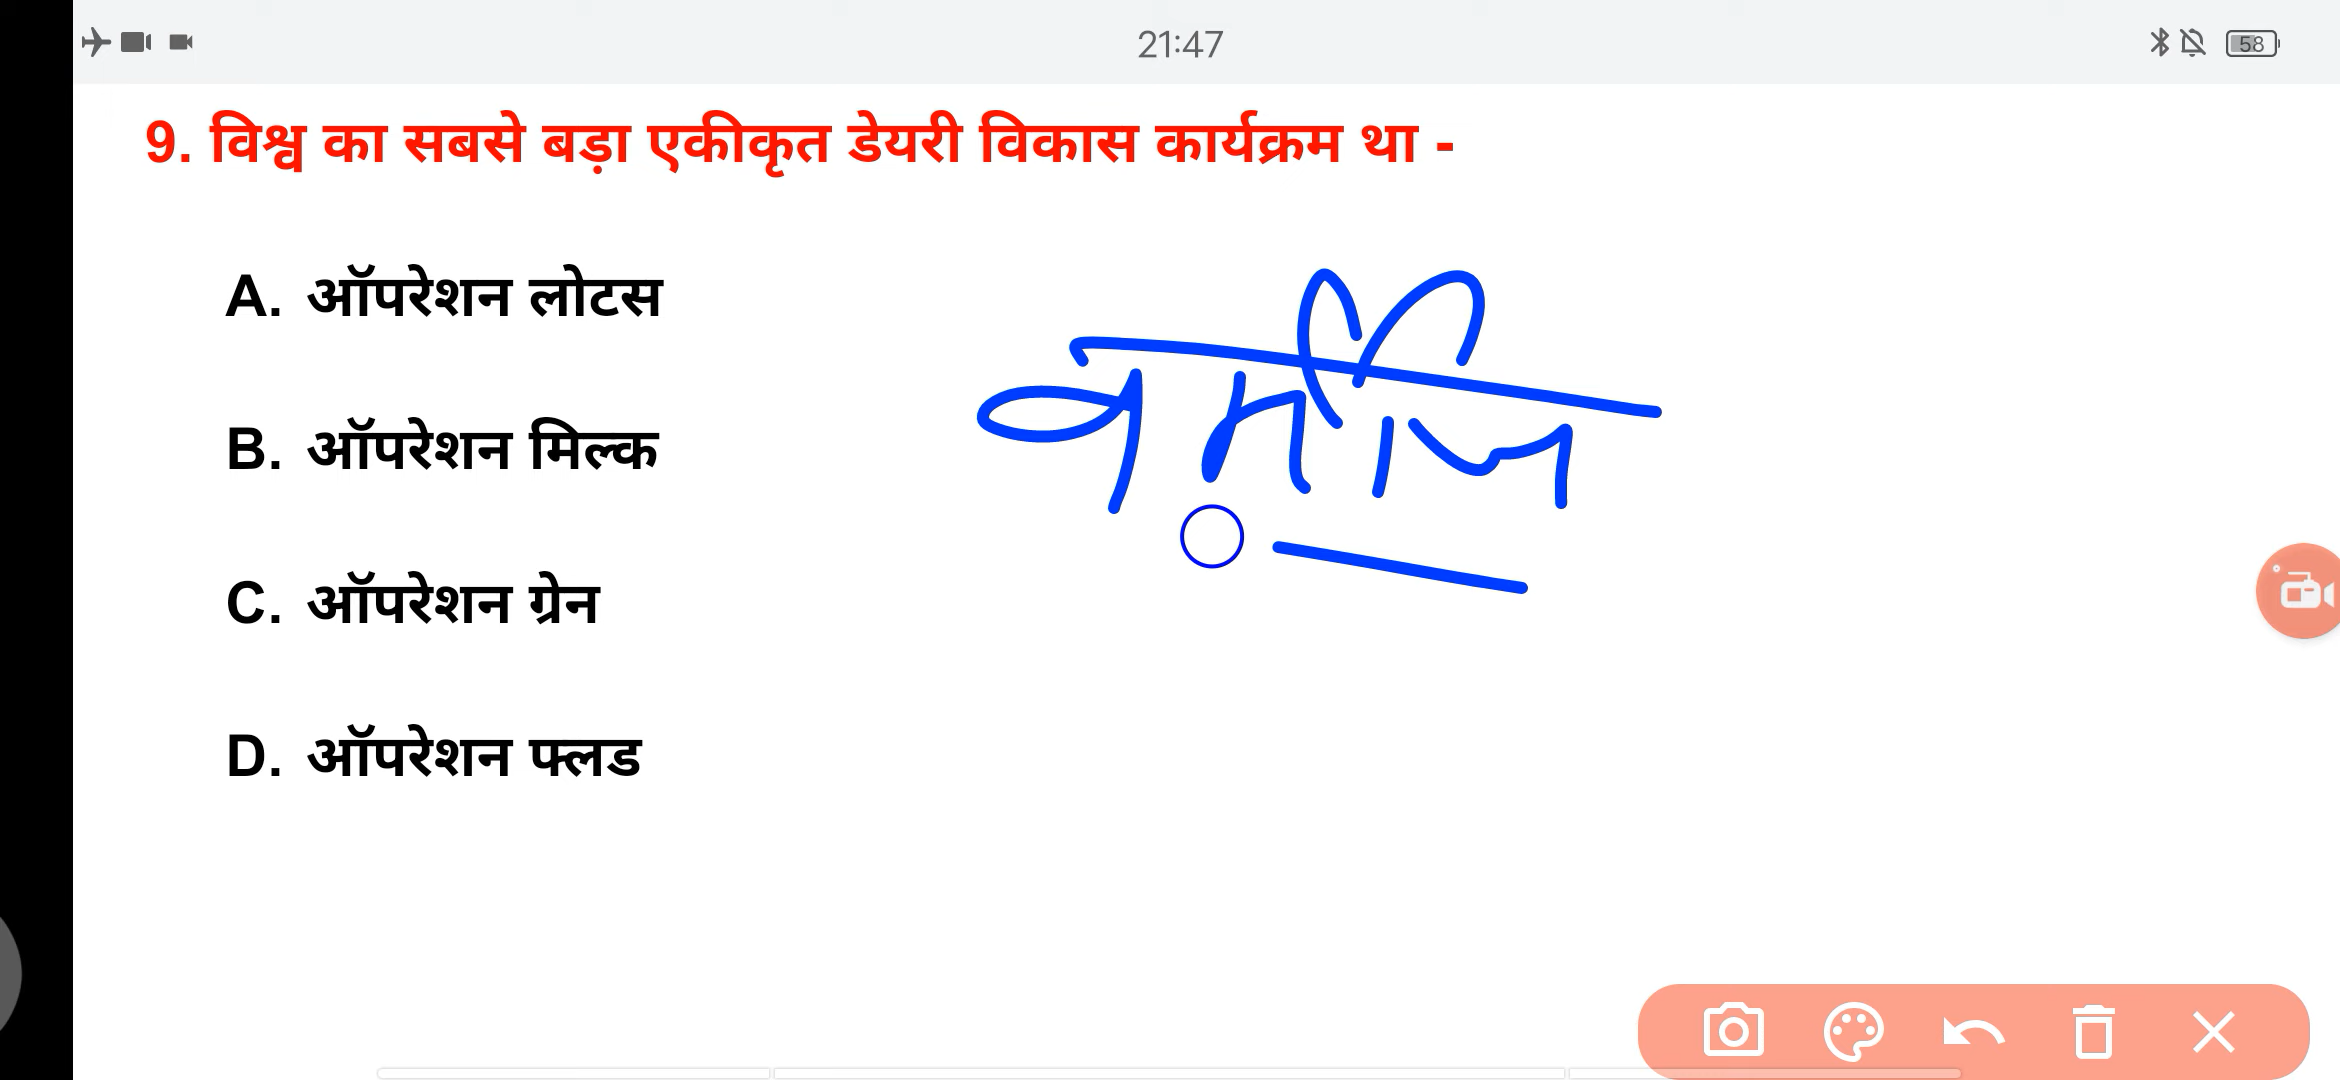 21:47
58
9. विश्व का सबसे बड़ा एकीकृत डेयरी विकास कार्यक्रम था -
A. ऑपरेशन लोटस
B. ऑपरेशन मिल्क
C. ऑपरेशन ग्रेन
D. ऑपरेशन फ्लड